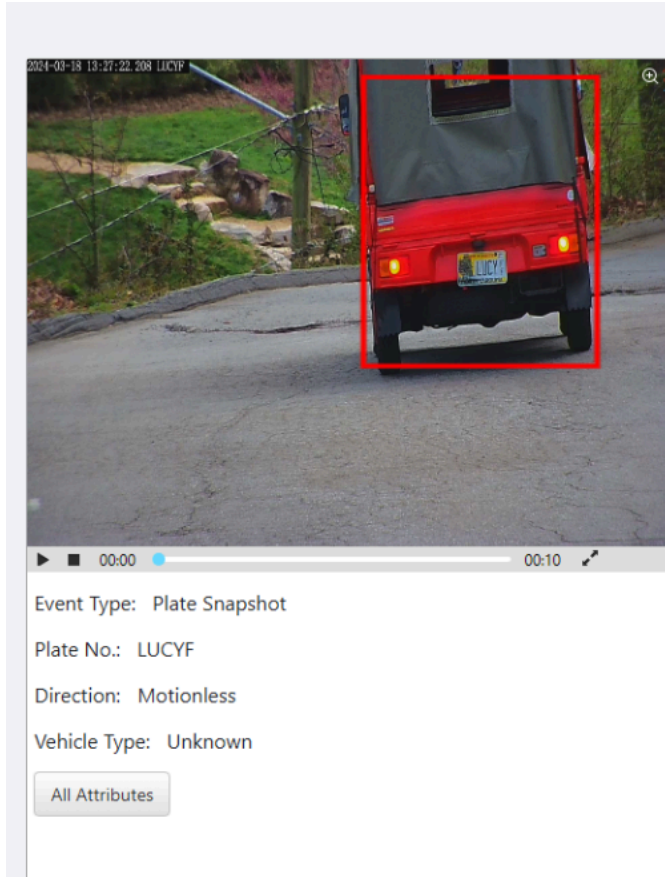 2024-03-18 13:27:22.208 LUCYF
LUCY
00:00
00:10
Event Type: Plate Snapshot
Plate No.: LUCYF
Direction: Motionless
Vehicle Type: Unknown
All Attributes